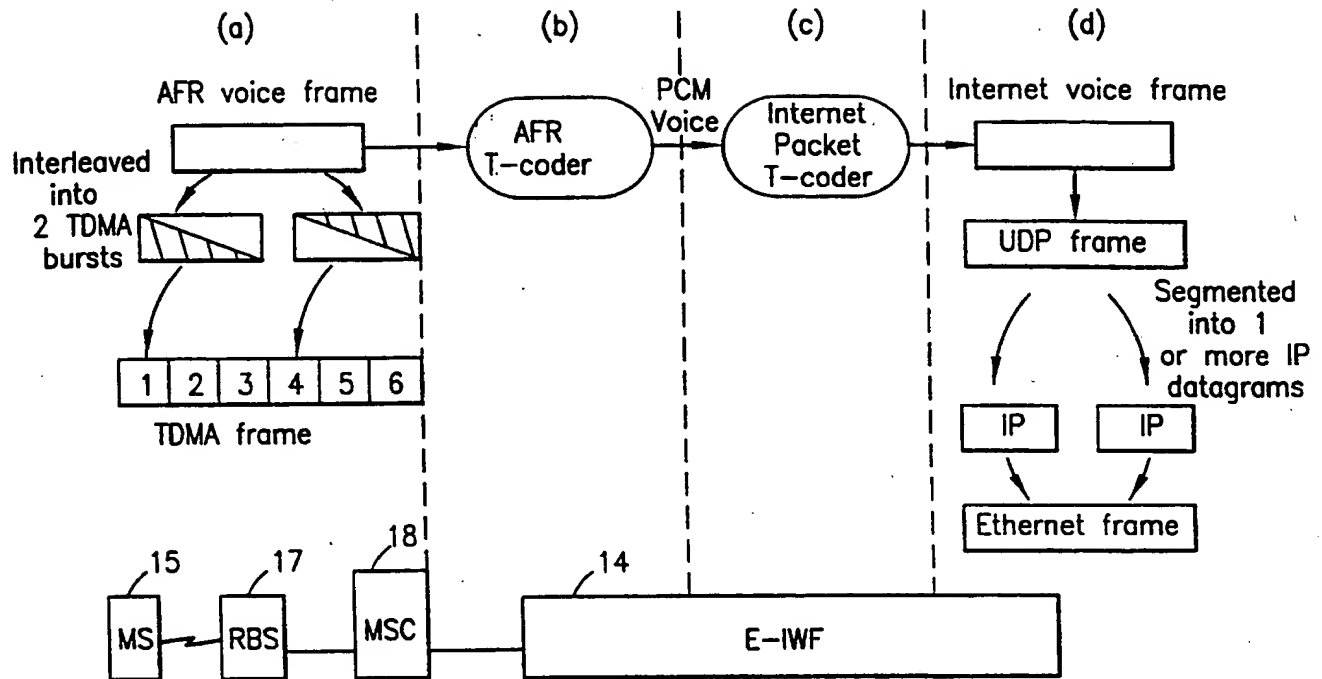 (a)
(b)
(c)
(d)
AFR voice frame
Interleaved
into
2 TDMA
bursts
1 2 3 4 5 6
TDMA frame
AFR
T-coder
PCM
Voice
Internet
Packet
T-coder
Internet voice frame
UDP frame
Segmented
into 1
or more IP
datagrams
IP
IP
Ethernet frame
15
MS
17
RBS
18
MSC
14
E-IWF